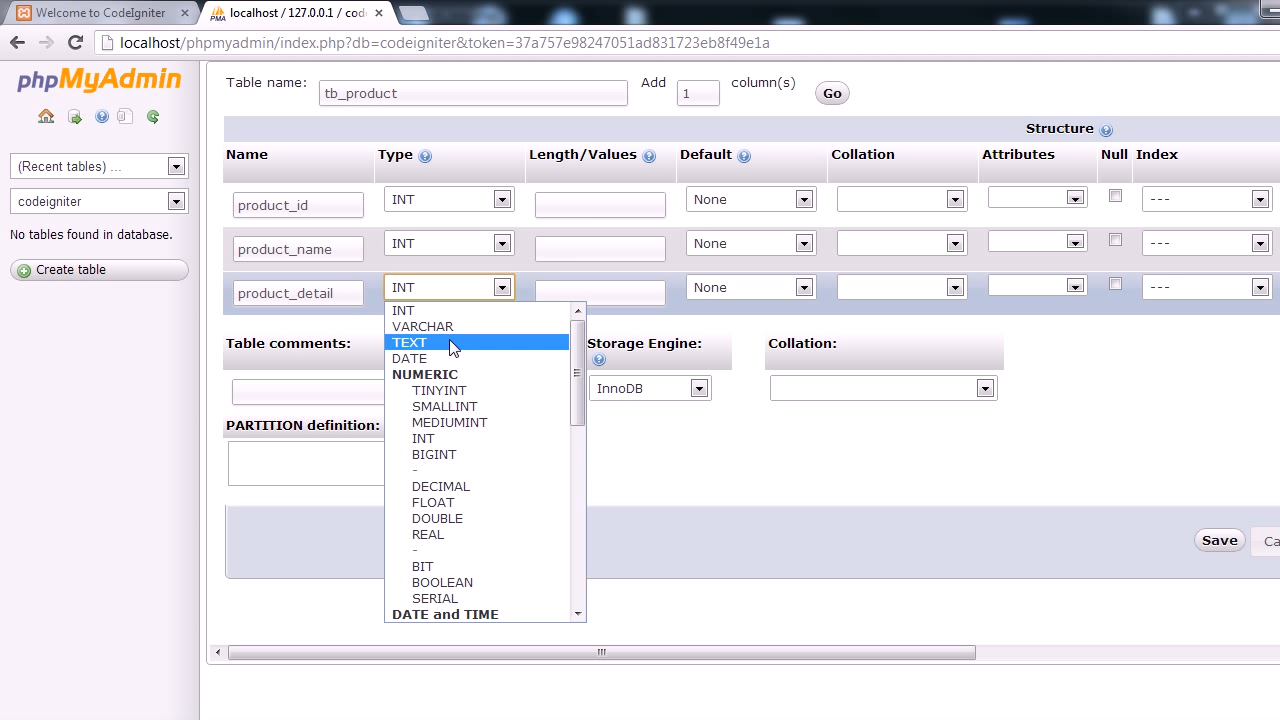 Welcome to CodeIgniter
localhost / 127.0.0.1 / code
localhost/phpmyadmin/index.php?db=codeigniter&token=37a757e98247051ad831723eb8f49e1a
phpMyAdmin
(Recent tables) ...
codeigniter
No tables found in database.
Create table
Table name: tb_product Add 1 column(s) Go
Structure
Name Type Length/Values Default Collation Attributes Null Index
product_id INT None ---
product_name INT None ---
product_detail INT None ---
INT
VARCHAR
TEXT
DATE
NUMERIC
TINYINT
SMALLINT
MEDIUMINT
INT
BIGINT
-
DECIMAL
FLOAT
DOUBLE
REAL
-
BIT
BOOLEAN
SERIAL
DATE and TIME
Table comments: Storage Engine: Collation:
InnoDB
PARTITION definition:
Save Ca